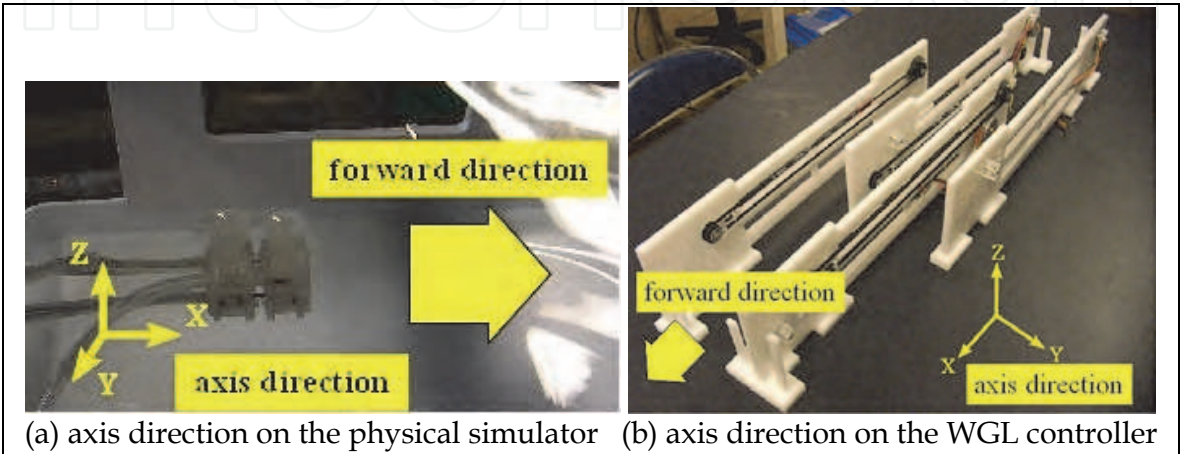 forward direction
Z
X
Y
axis direction
forward direction
Z
X
Y
axis direction
(a) axis direction on the physical simulator (b) axis direction on the WGL controller